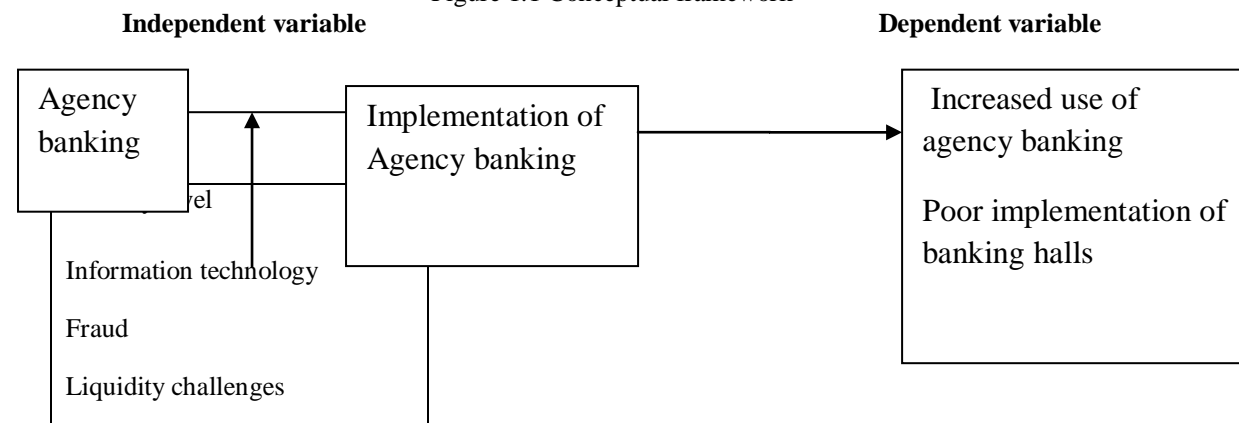 Figure 1.1 Conceptual framework
Independent variable
Dependent variable
Agency
banking
Implementation of
Agency banking
Increased use of
agency banking
Poor implementation of
banking halls
Information technology
Fraud
Liquidity challenges